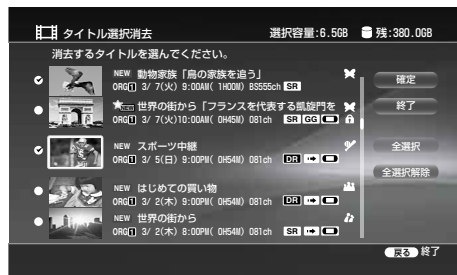 タイトル選択消去 選択容量:6.5GB 残:380.0GB
消去するタイトルを選んでください。
NEW 動物家族「鳥の家族を追う」
ORG1 3/ 7(火) 9:00AM( 1H00M) BS555ch SR
世界の街から「フランスを代表する凱旋門を
ORG1 3/ 7(火)10:00AM( 0H45M) 081ch SR GG
NEW スポーツ中継
ORG1 3/ 5(日) 9:00PM( 0H54M) 081ch DR
NEW はじめての買い物
ORG1 3/ 2(木) 9:00PM( 0H54M) 081ch DR
NEW 世界の街から
ORG1 3/ 2(木) 8:00PM( 0H54M) 081ch SR
確定
終了
全選択
全選択解除
戻る 終了